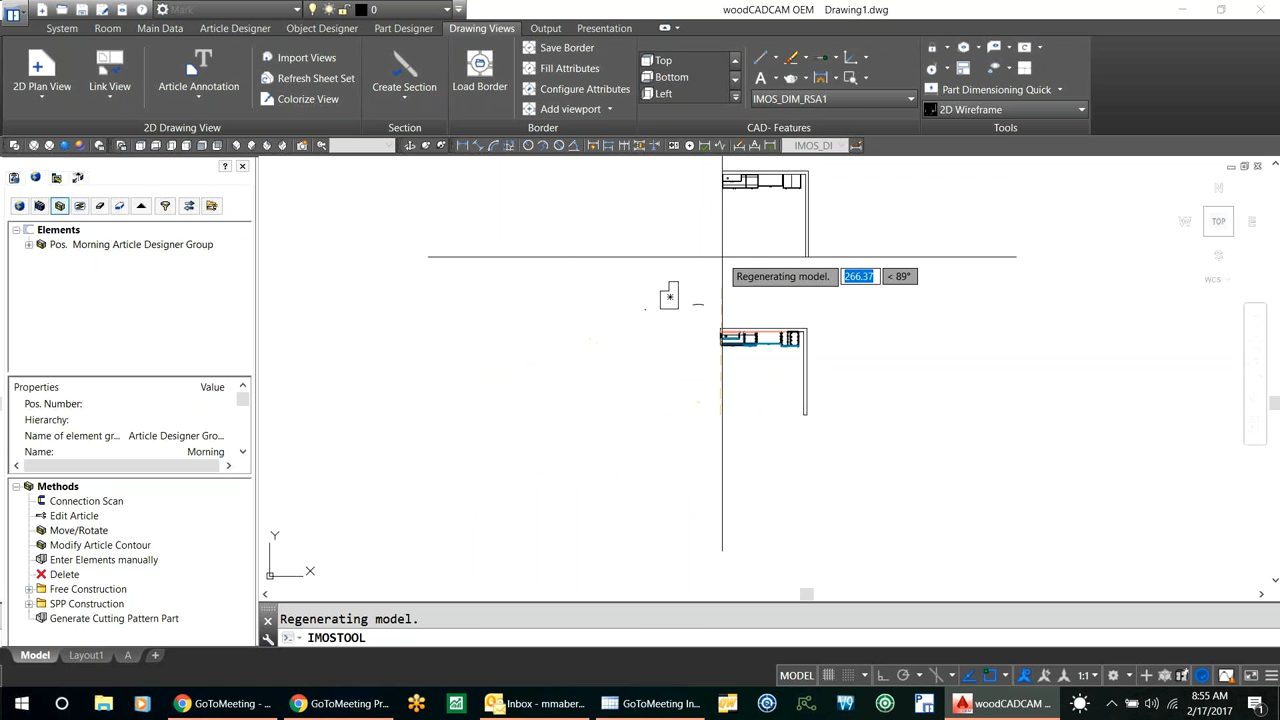 Mark
0
woodCADCAM OEM Drawing1.dwg
System Room Main Data Article Designer Object Designer Part Designer Drawing Views Output Presentation
2D Plan View
Link View
Article Annotation
Import Views
Refresh Sheet Set
Colorize View
Create Section
Load Border
Save Border
Fill Attributes
Configure Attributes
Add viewport
Top
Bottom
Left
IMOS_DIM_RSA1
Part Dimensioning Quick
2D Wireframe
2D Drawing View
Section
Border
CAD- Features
Tools
IMOS_DI
? 
Elements
Pos. Morning Article Designer Group
N
W TOP E
S
WCS
Regenerating model. 266.37 < 89°
Properties Value
Pos. Number:
Hierarchy:
Name of element gr... Article Designer Gro...
Name: Morning
Methods
Connection Scan
Edit Article
Move/Rotate
Modify Article Contour
Enter Elements manually
Delete
Free Construction
SPP Construction
Generate Cutting Pattern Part
Y
X
Regenerating model.
IMOSTOOL
Model Layout1 A +
MODEL 1:1
GoToMeeting - ...
GoToMeeting Pr...
Inbox - mmaber...
GoToMeeting In...
woodCADCAM ...
8:55 AM
2/17/2017